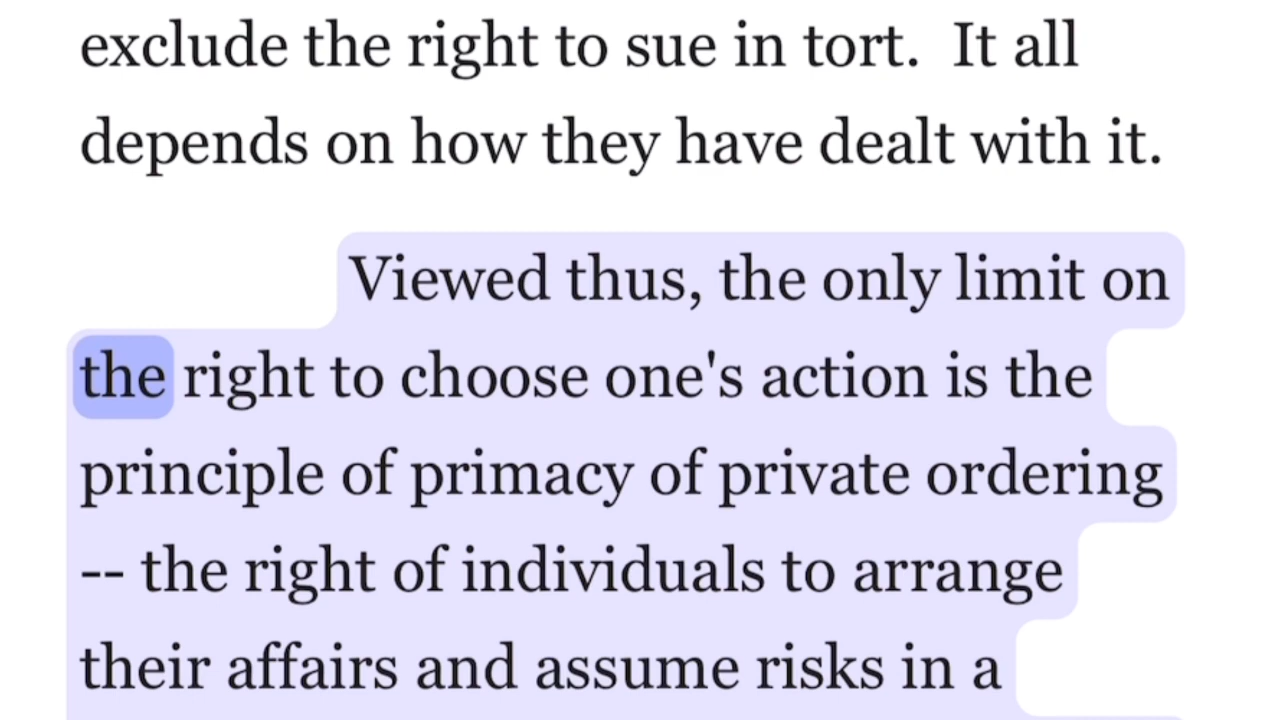 exclude the right to sue in tort.  It all
depends on how they have dealt with it.
Viewed thus, the only limit on
the right to choose one's action is the
principle of primacy of private ordering
-- the right of individuals to arrange
their affairs and assume risks in a